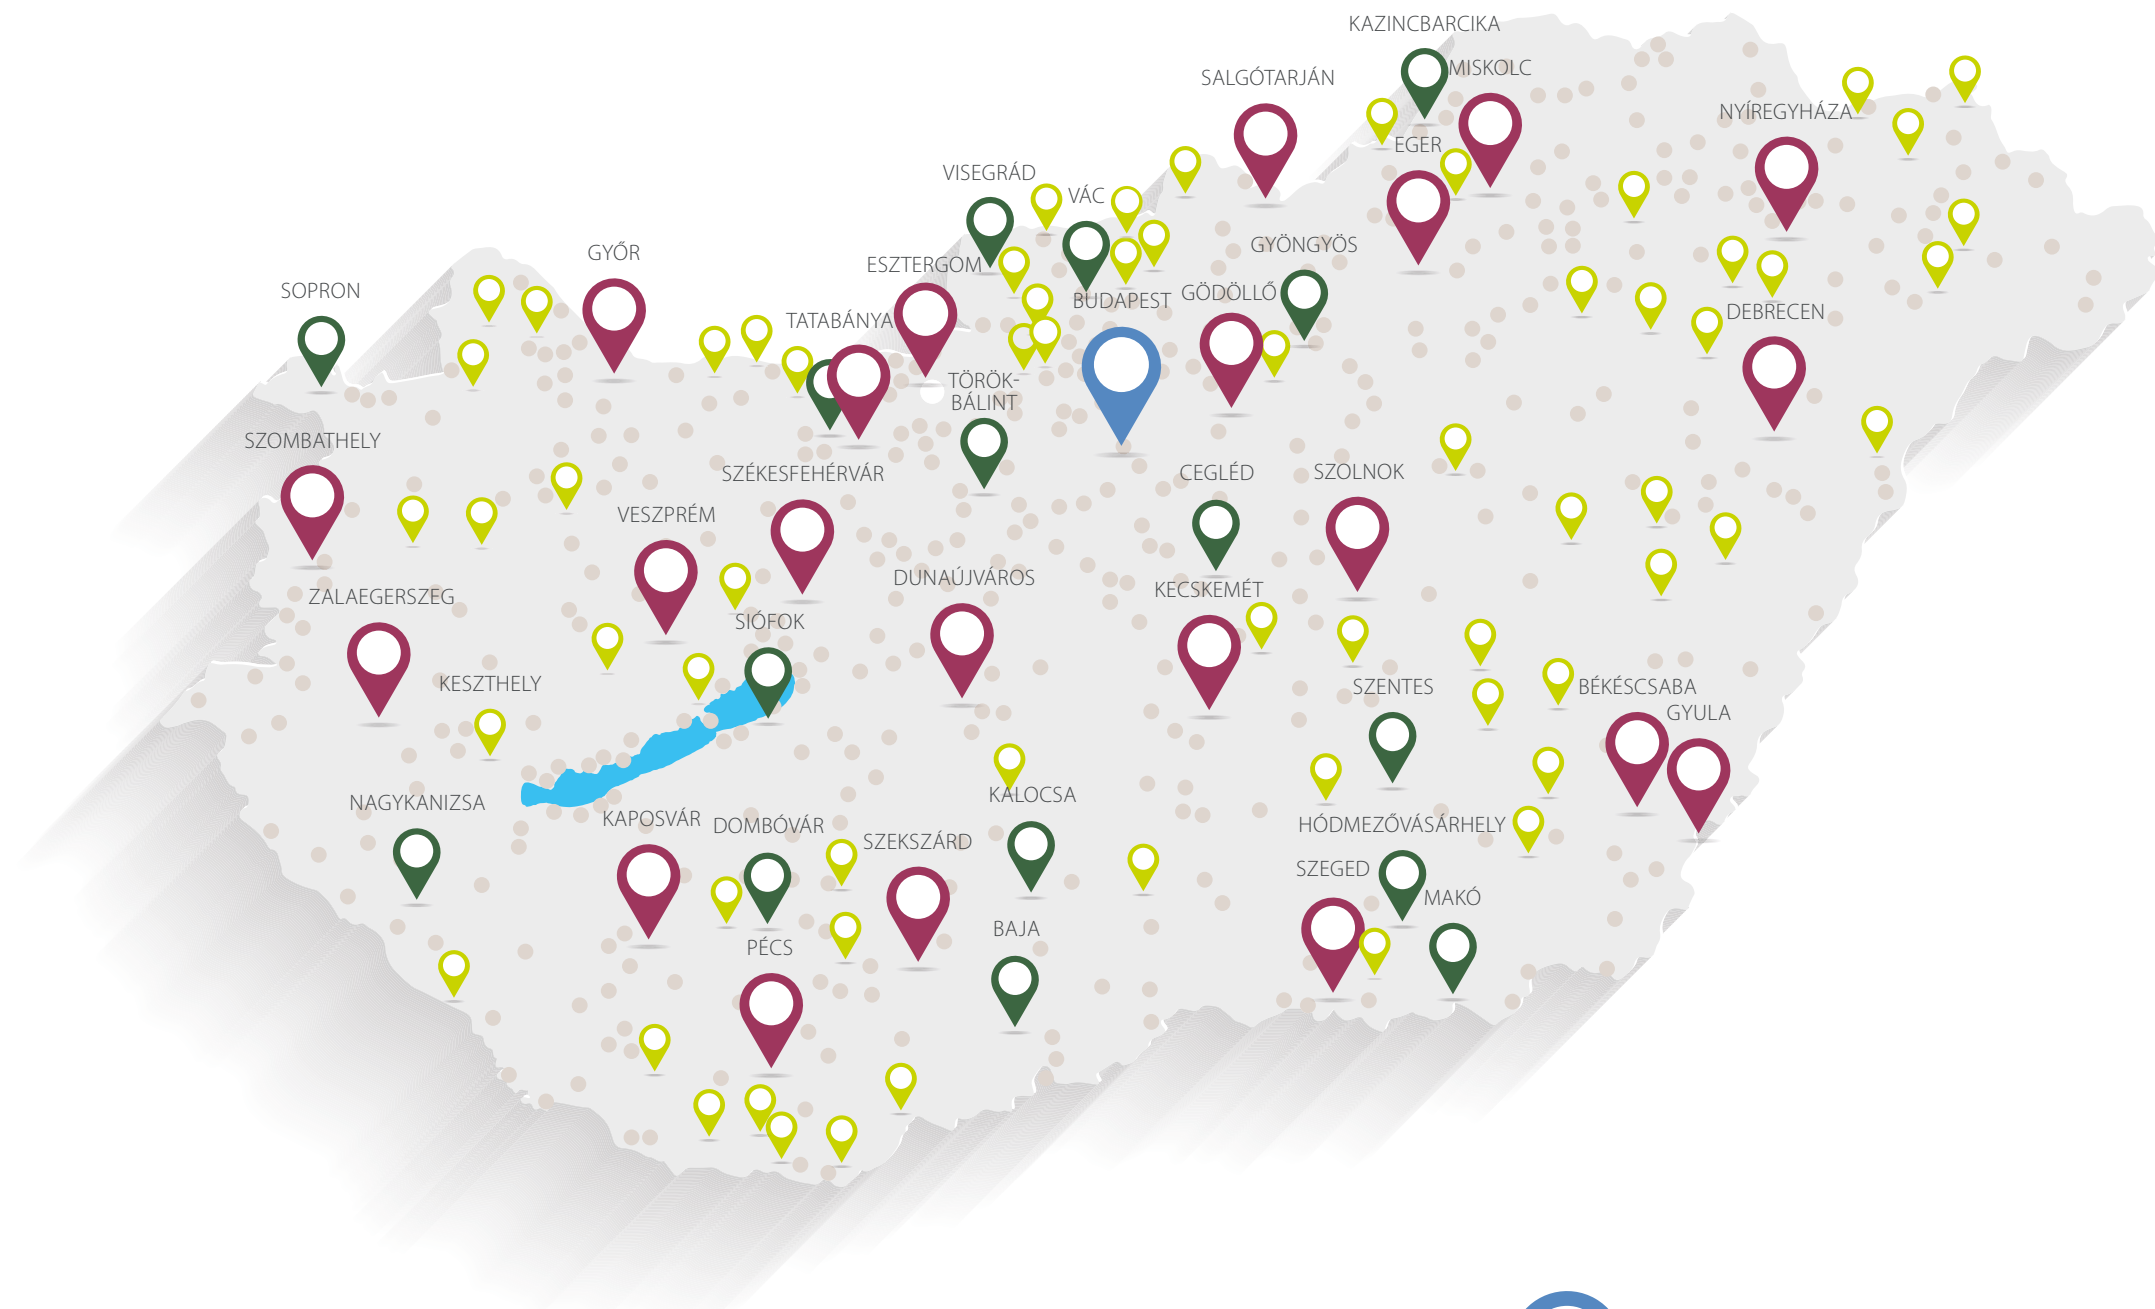 KAZINCBARCIKA
MISKOLC
SALGÓTARJÁN
NYÍREGYHÁZA
EGER
VISEGRÁD
VÁC
GYÖNGYÖS
GYŐR
ESZTERGOM
SOPRON
BUDAPEST
GÖDÖLLŐ
DEBRECEN
TATABÁNYA
TÖRÖK-
BÁLINT
SZOMBATHELY
SZÉKESFEHÉRVÁR
CEGLÉD
SZOLNOK
VESZPRÉM
DUNAÚJVÁROS
KECSKEMÉT
ZALAEGERSZEG
SIÓFOK
KESZTHELY
SZENTES
BÉKÉSCSABA
GYULA
NAGYKANIZSA
KALOCSA
KAPOSVÁR
DOMBÓVÁR
HÓDMEZŐVÁSÁRHELY
SZEKSZÁRD
SZEGED
MAKÓ
BAJA
PÉCS